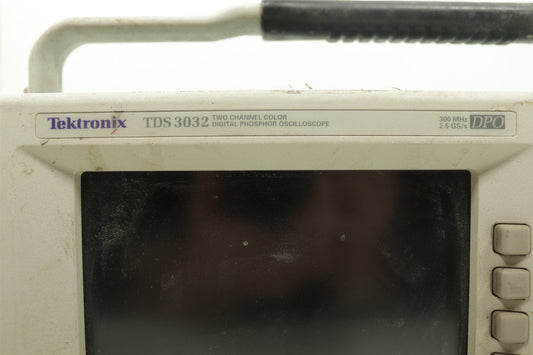 Tektronix TDS 3032 TWO CHANNEL COLOR
DIGITAL PHOSPHOR OSCILLOSCOPE
300 MHz
2.5 GS/s DPO